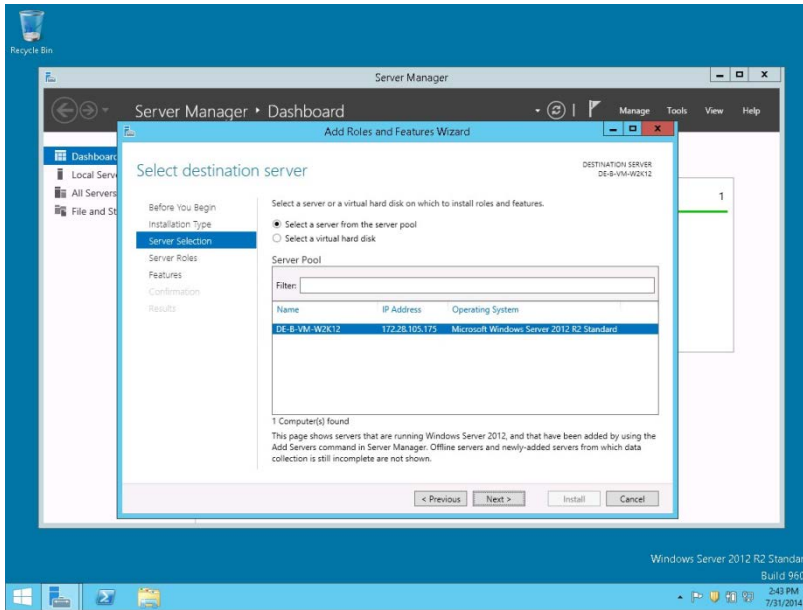 Recycle Bin
Server Manager
Server Manager ‣ Dashboard
Manage Tools View Help
Add Roles and Features Wizard
Dashboard
Local Serv
All Servers
File and St
1
Select destination server
DESTINATION SERVER
DE-B-VM-W2K12
Before You Begin
Installation Type
Server Selection
Server Roles
Features
Confirmation
Results
Select a server or a virtual hard disk on which to install roles and features.
Select a server from the server pool
Select a virtual hard disk
Server Pool
Filter:
Name IP Address Operating System
DE-B-VM-W2K12 172.28.105.175 Microsoft Windows Server 2012 R2 Standard
1 Computer(s) found
This page shows servers that are running Windows Server 2012, and that have been added by using the
Add Servers command in Server Manager. Offline servers and newly-added servers from which data
collection is still incomplete are not shown.
< Previous Next > Install Cancel
Windows Server 2012 R2 Standar
Build 960
2:43 PM
7/31/2014